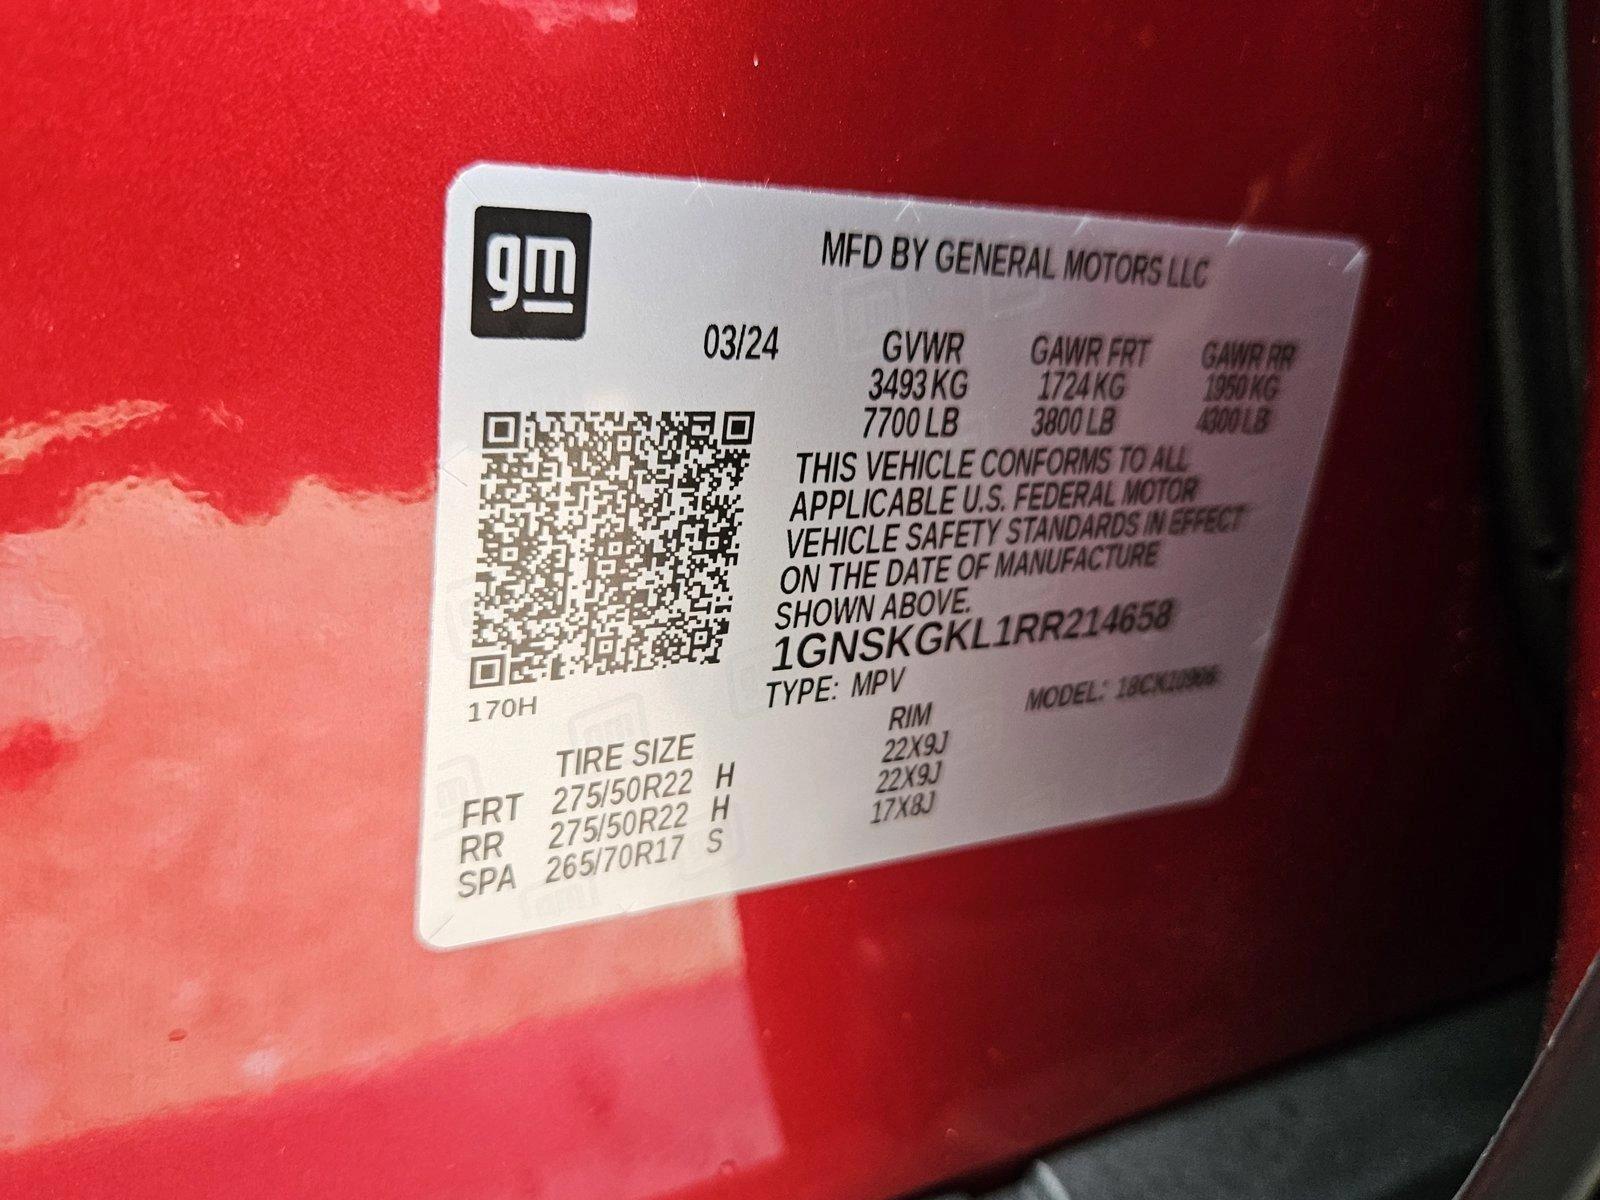 gm
MFD BY GENERAL MOTORS LLC
03/24 GVWR GAWR FRT GAWR RR
3493 KG 1724 KG 1950 KG
7700 LB 3800 LB 4300 LB
THIS VEHICLE CONFORMS TO ALL
APPLICABLE U.S. FEDERAL MOTOR
VEHICLE SAFETY STANDARDS IN EFFECT
ON THE DATE OF MANUFACTURE
SHOWN ABOVE.
1GNSKGKL1RR214658
170H
TYPE: MPV MODEL:
TIRE SIZE RIM
FRT 275/50R22 H 22X9J
RR 275/50R22 H 22X9J
SPA 265/70R17 S 17X8J